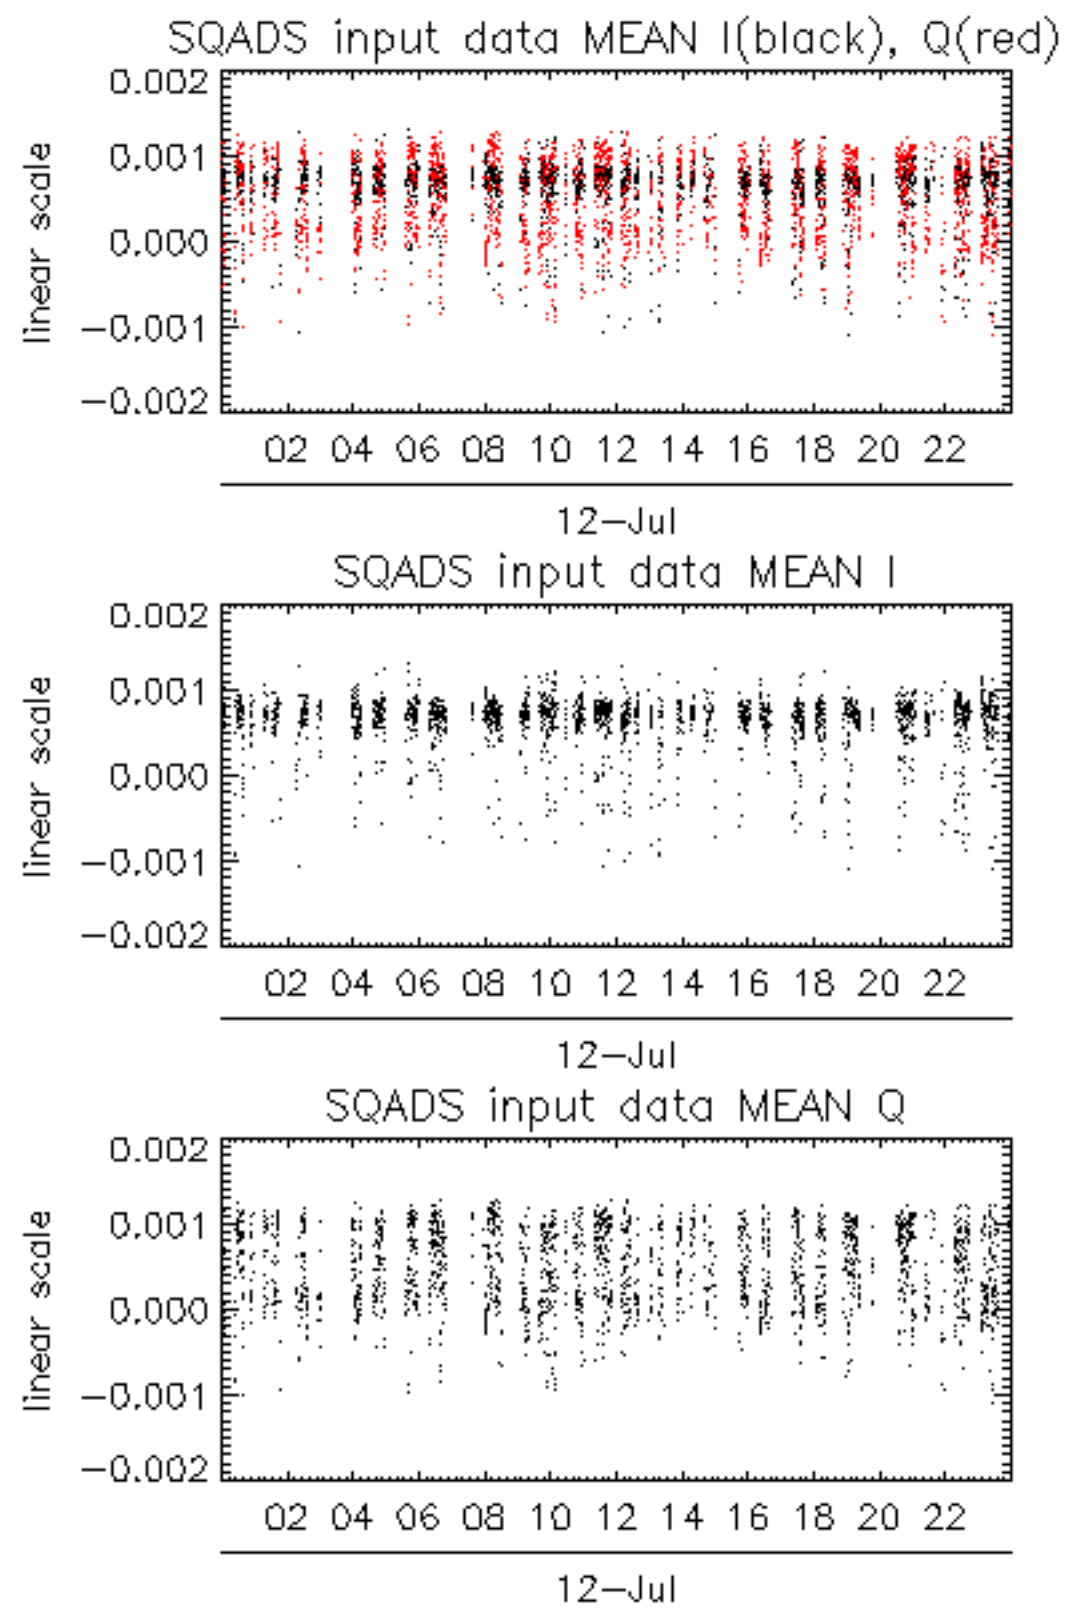 SQADS input data MEAN I(black), Q(red)
0.002
0.001
0.000
−0.001
−0.002
linear scale
02 04 06 08 10 12 14 16 18 20 22
12−Jul
SQADS input data MEAN I
0.002
0.001
0.000
−0.001
−0.002
linear scale
02 04 06 08 10 12 14 16 18 20 22
12−Jul
SQADS input data MEAN Q
0.002
0.001
0.000
−0.001
−0.002
linear scale
02 04 06 08 10 12 14 16 18 20 22
12−Jul